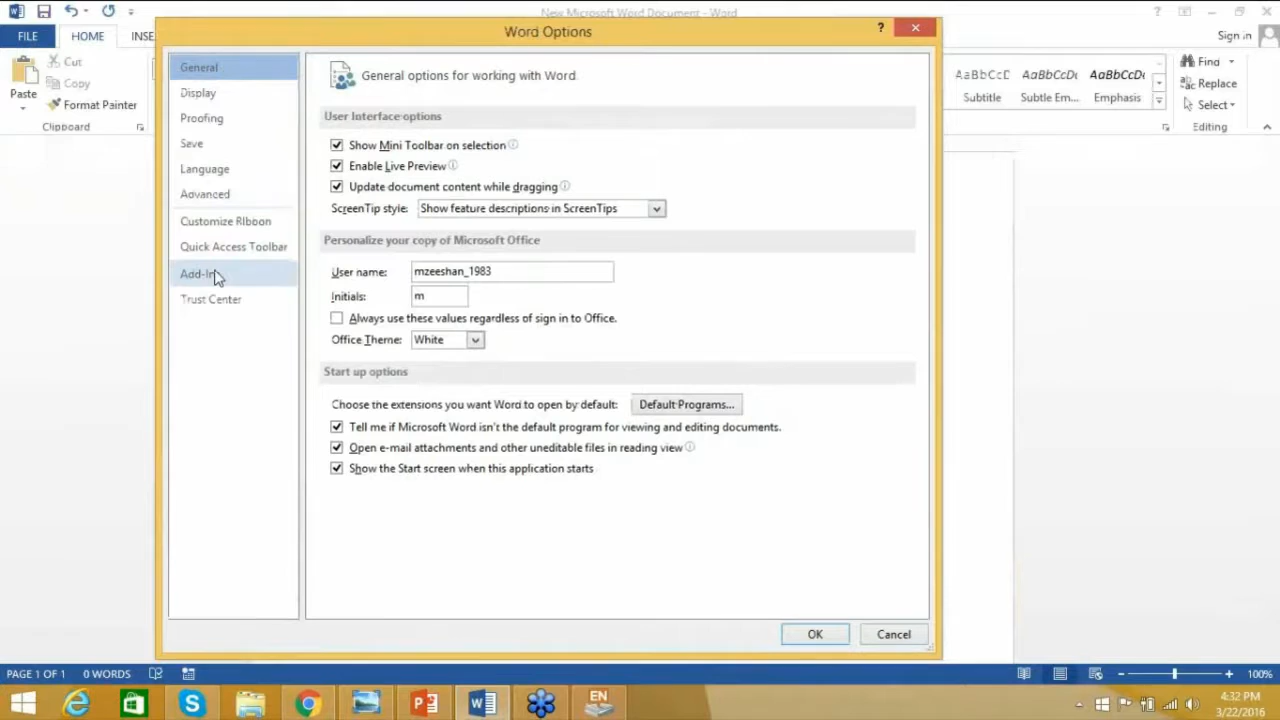 New Microsoft Word Document - Word
Word Options
?
FILE
HOME
Sign in
Cut
Copy
Paste
Format Painter
Clipboard
General
Display
Proofing
Save
Language
Advanced
Customize Ribbon
Quick Access Toolbar
Trust Center
General options for working with Word.
User Interface options
Show Mini Toolbar on selection
Enable Live Preview
Update document content while dragging
ScreenTip style: Show feature descriptions in ScreenTips
Personalize your copy of Microsoft Office
User name: mzeeshan_1983
Initials: m
Always use these values regardless of sign in to Office.
Office Theme: White
Start up options
Choose the extensions you want Word to open by default: Default Programs...
Tell me if Microsoft Word isn't the default program for viewing and editing documents.
Open e-mail attachments and other uneditable files in reading view
Show the Start screen when this application starts
OK Cancel
AaBbCcD AaBbCcDc AaBbCcDc
Subtitle Subtle Em... Emphasis
Find
Replace
Select
Editing
PAGE 1 OF 1 0 WORDS
100%
EN
4:32 PM
3/22/2016